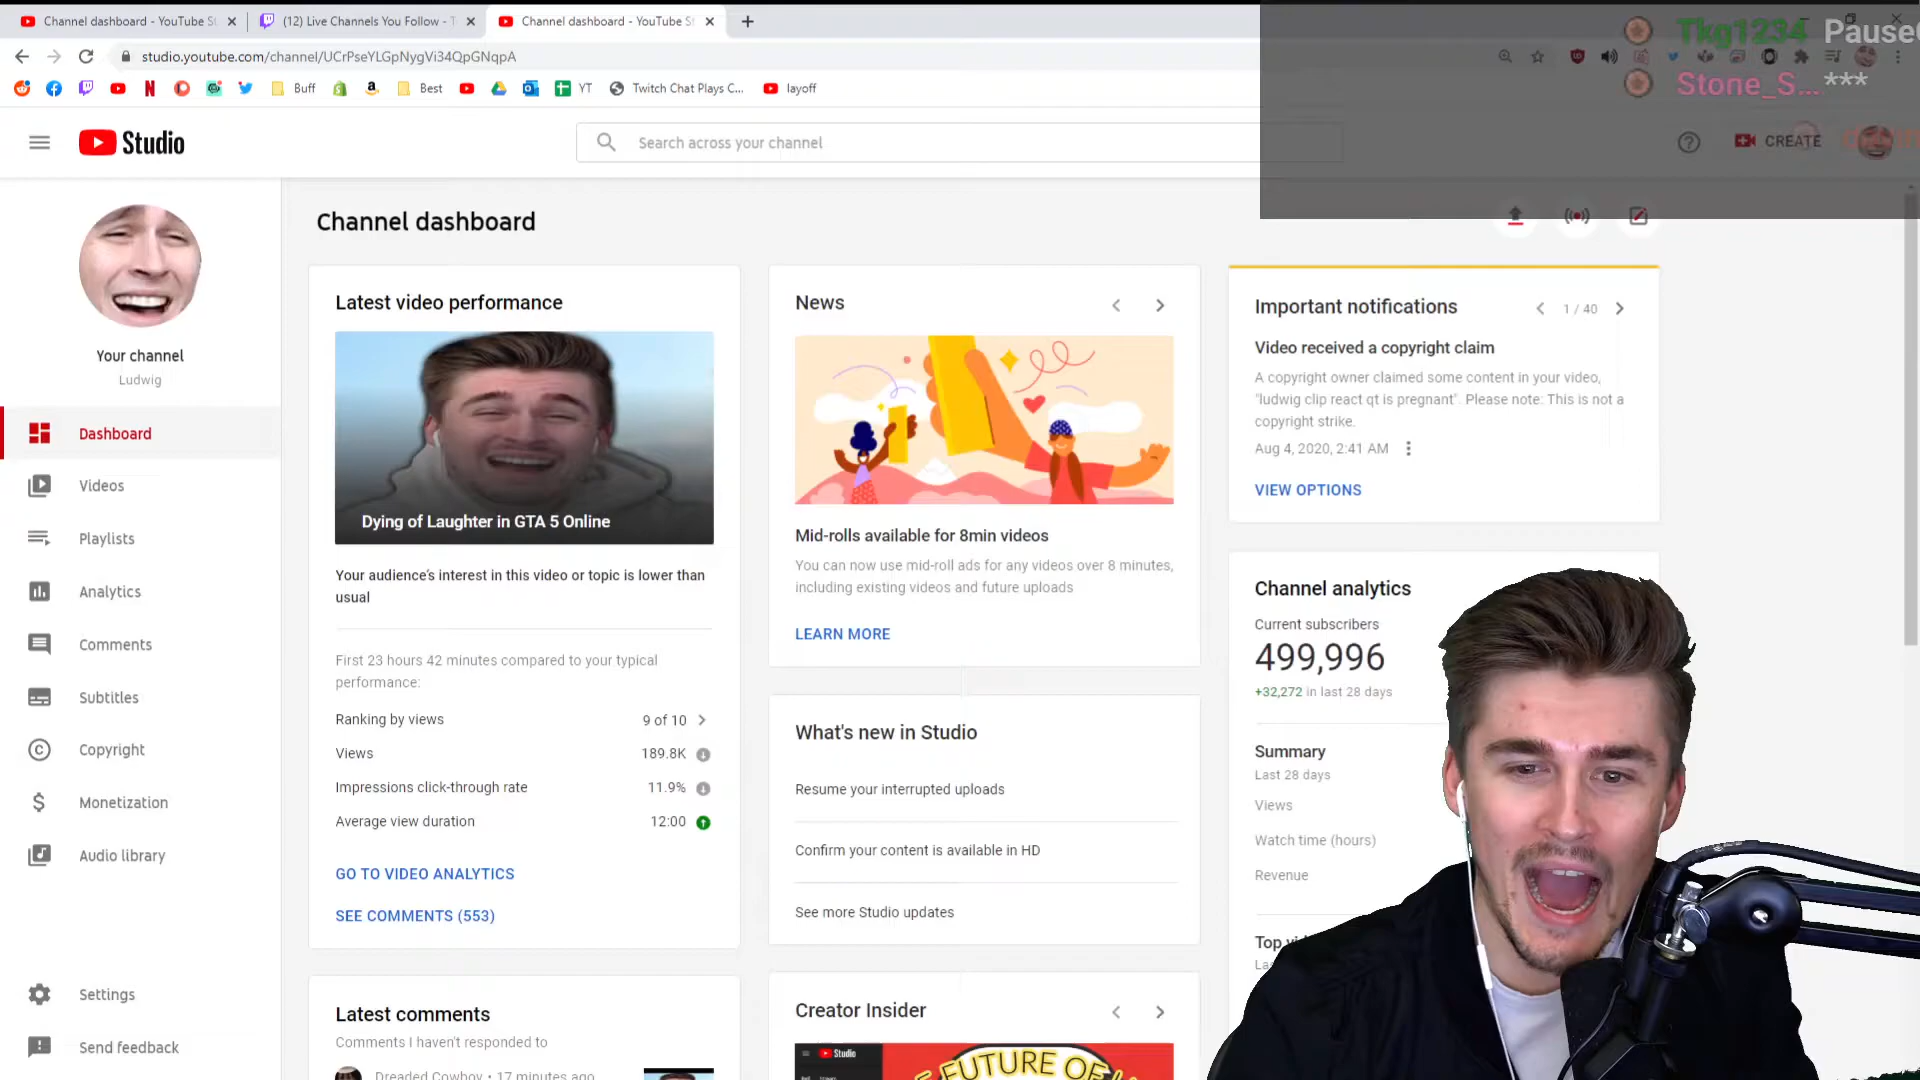 Channel dashboard - YouTube St
(12) Live Channels You Follow - T
Channel dashboard - YouTube St
studio.youtube.com/channel/UCrPseYLGpNygVi34QpGNqpA
Buff
Best
YT
Twitch Chat Plays C...
layoff
Tkg1234 Pause
Stone_S... ***
Studio
Search across your channel
CREATE
Channel dashboard
Your channel
Ludwig
Dashboard
Videos
Playlists
Analytics
Comments
Subtitles
Copyright
Monetization
Audio library
Settings
Send feedback
Latest video performance
Dying of Laughter in GTA 5 Online
Your audience's interest in this video or topic is lower than
usual
First 23 hours 42 minutes compared to your typical
performance:
Ranking by views 9 of 10
Views 189.8K
Impressions click-through rate 11.9%
Average view duration 12:00
GO TO VIDEO ANALYTICS
SEE COMMENTS (553)
Latest comments
Comments I haven't responded to
Dreaded Cowboy • 17 minutes ago
News
Mid-rolls available for 8min videos
You can now use mid-roll ads for any videos over 8 minutes,
including existing videos and future uploads
LEARN MORE
What's new in Studio
Resume your interrupted uploads
Confirm your content is available in HD
See more Studio updates
Creator Insider
Studio
FUTURE OF
Important notifications
1 / 40
Video received a copyright claim
A copyright owner claimed some content in your video,
"ludwig clip react qt is pregnant". Please note: This is not a
copyright strike.
Aug 4, 2020, 2:41 AM
VIEW OPTIONS
Channel analytics
Current subscribers
499,996
+32,272 in last 28 days
Summary
Last 28 days
Views
Watch time (hours)
Revenue
Top